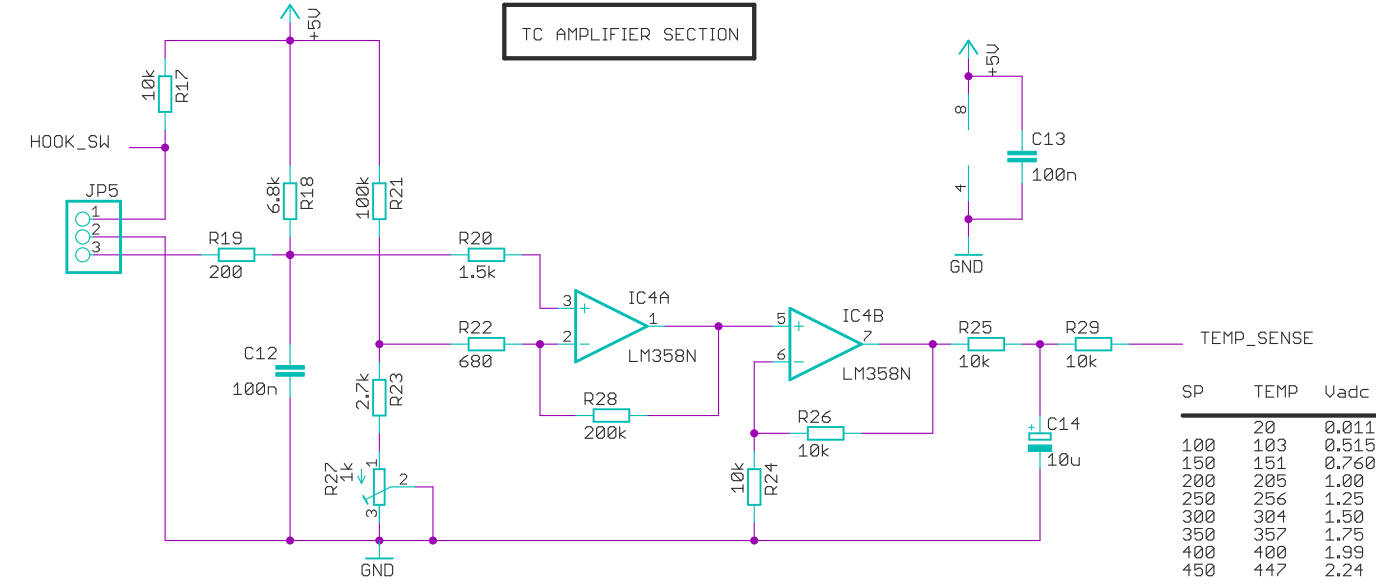 TC AMPLIFIER SECTION
+5V
+5V
10k
R17
HOOK_SW
JP5
1
2
3
6.8k
R18
100k
R21
8
4
C13
100n
GND
R19
200
R20
1.5k
3
+
2
-
1
IC4A
LM358N
5
+
6
-
7
IC4B
LM358N
R22
680
C12
100n
2.7k
R23
R28
200k
R26
10k
10k
R24
R25
10k
R29
10k
TEMP_SENSE
+
C14
10u
R27
1k
1
2
3
GND
SP TEMP Vadc
20 0.011
100 103 0.515
150 151 0.760
200 205 1.00
250 256 1.25
300 304 1.50
350 357 1.75
400 400 1.99
450 447 2.24